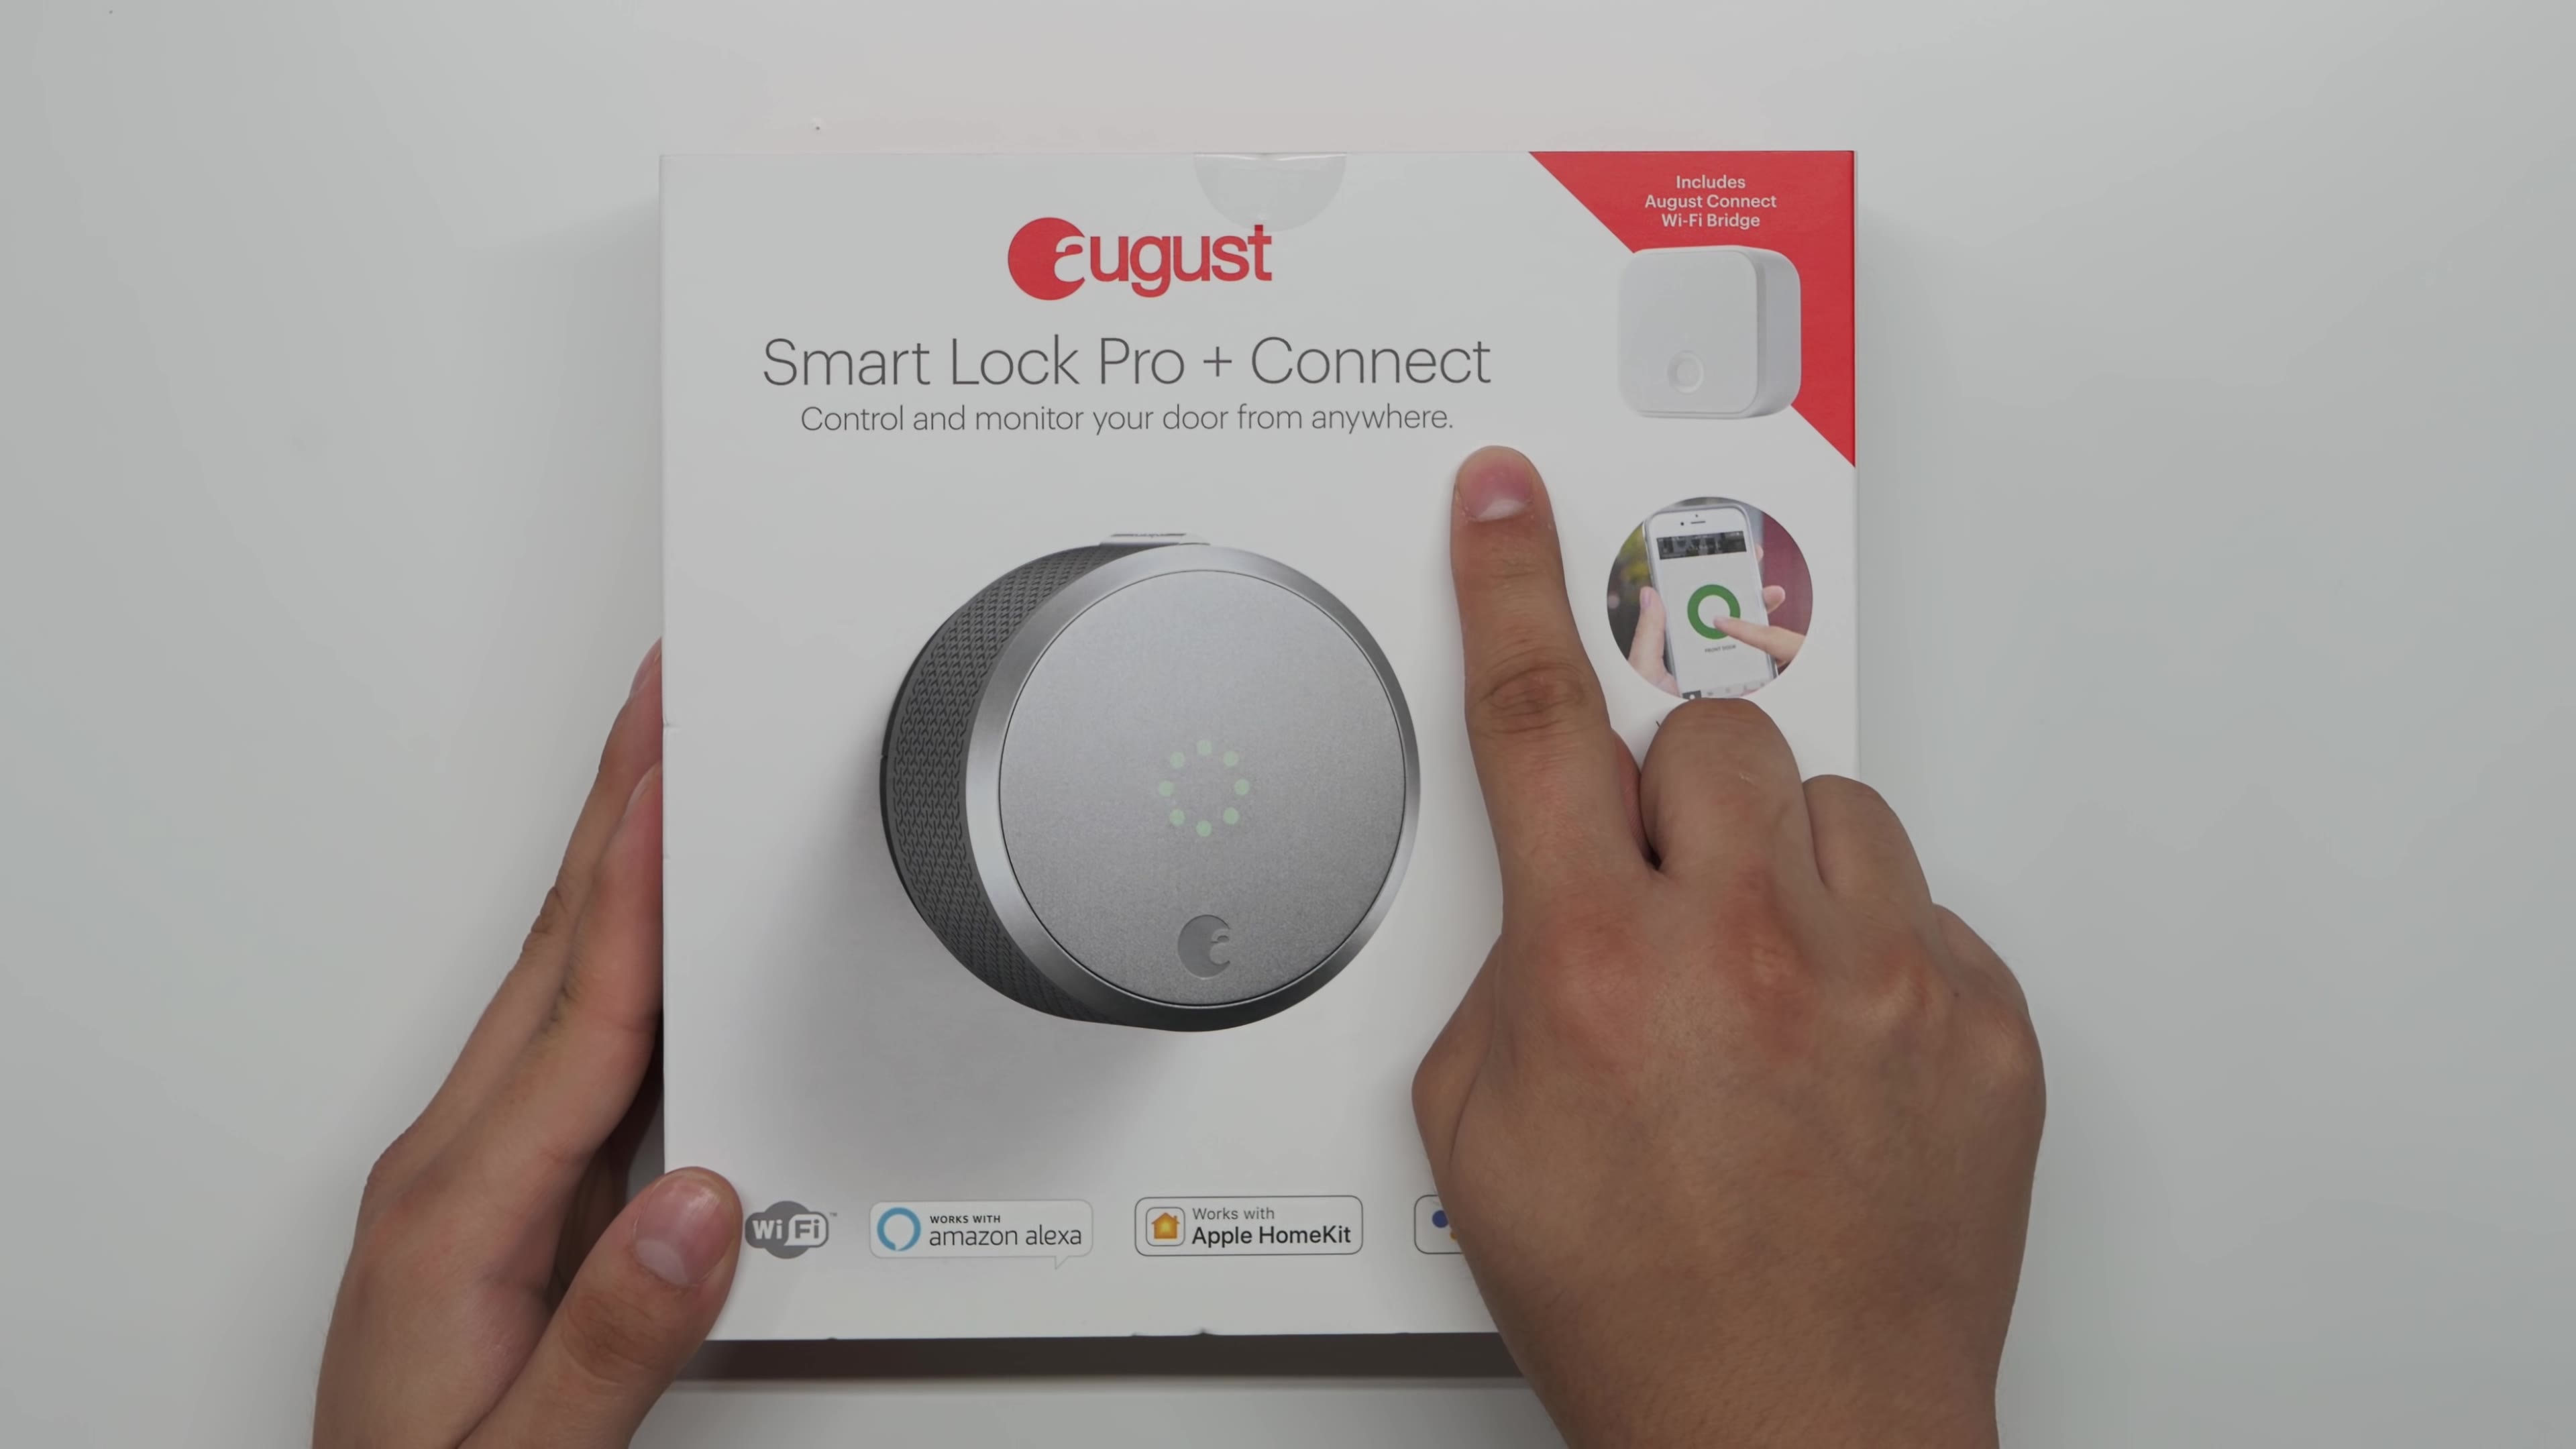 Includes
August Connect
Wi-Fi Bridge
august
Smart Lock Pro + Connect
Control and monitor your door from anywhere.
WiFi™
WORKS WITH
amazon alexa
Works with
Apple HomeKit